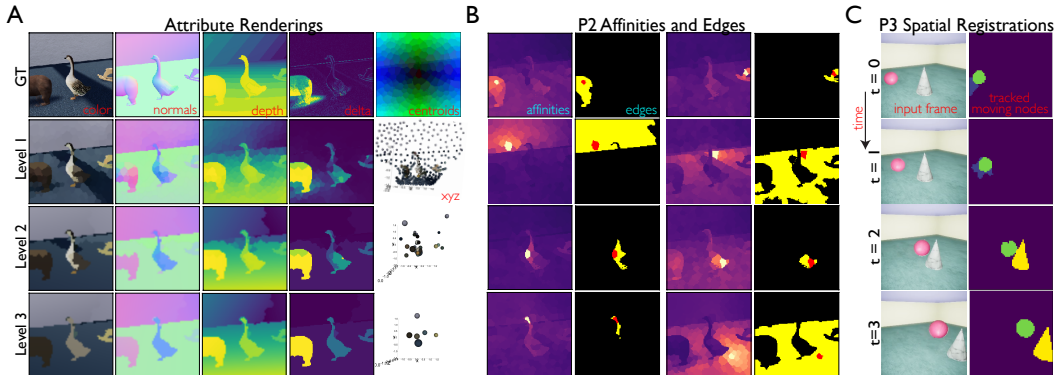 A
Attribute Renderings
GT
color
normals
depth
delta
centroids
Level 1
xyz
Level 2
Level 3
B
P2 Affinities and Edges
affinities
edges
C
P3 Spatial Registrations
t = 0
input frame
tracked
moving nodes
time
t = 1
t = 2
t=3